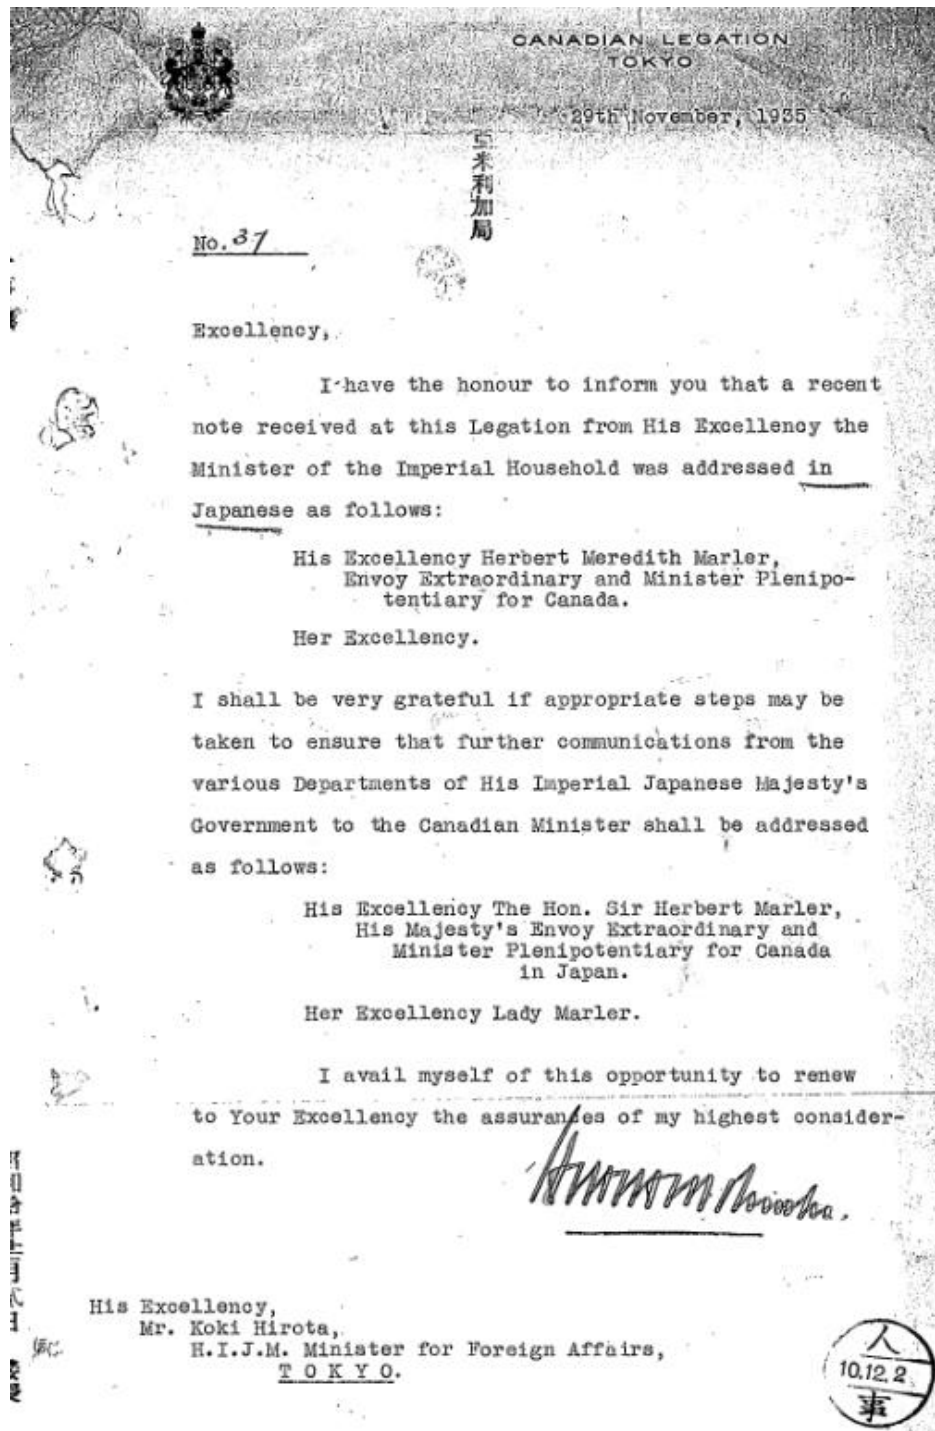 CANADIAN LEGATION
TOKYO
29th November, 1935
亞米利加局
No. 37
Excellency,
I have the honour to inform you that a recent
note received at this Legation from His Excellency the
Minister of the Imperial Household was addressed in
Japanese as follows:
His Excellency Herbert Meredith Marler,
Envoy Extraordinary and Minister Plenipo-
tentiary for Canada.
Her Excellency.
I shall be very grateful if appropriate steps may be
taken to ensure that further communications from the
various Departments of His Imperial Japanese Majesty's
Government to the Canadian Minister shall be addressed
as follows:
His Excellency The Hon. Sir Herbert Marler,
His Majesty's Envoy Extraordinary and
Minister Plenipotentiary for Canada
in Japan.
Her Excellency Lady Marler.
I avail myself of this opportunity to renew
to Your Excellency the assurances of my highest consider-
ation.
His Excellency,
Mr. Koki Hirota,
H.I.J.M. Minister for Foreign Affairs,
T O K Y O.
人
10.12.2
事